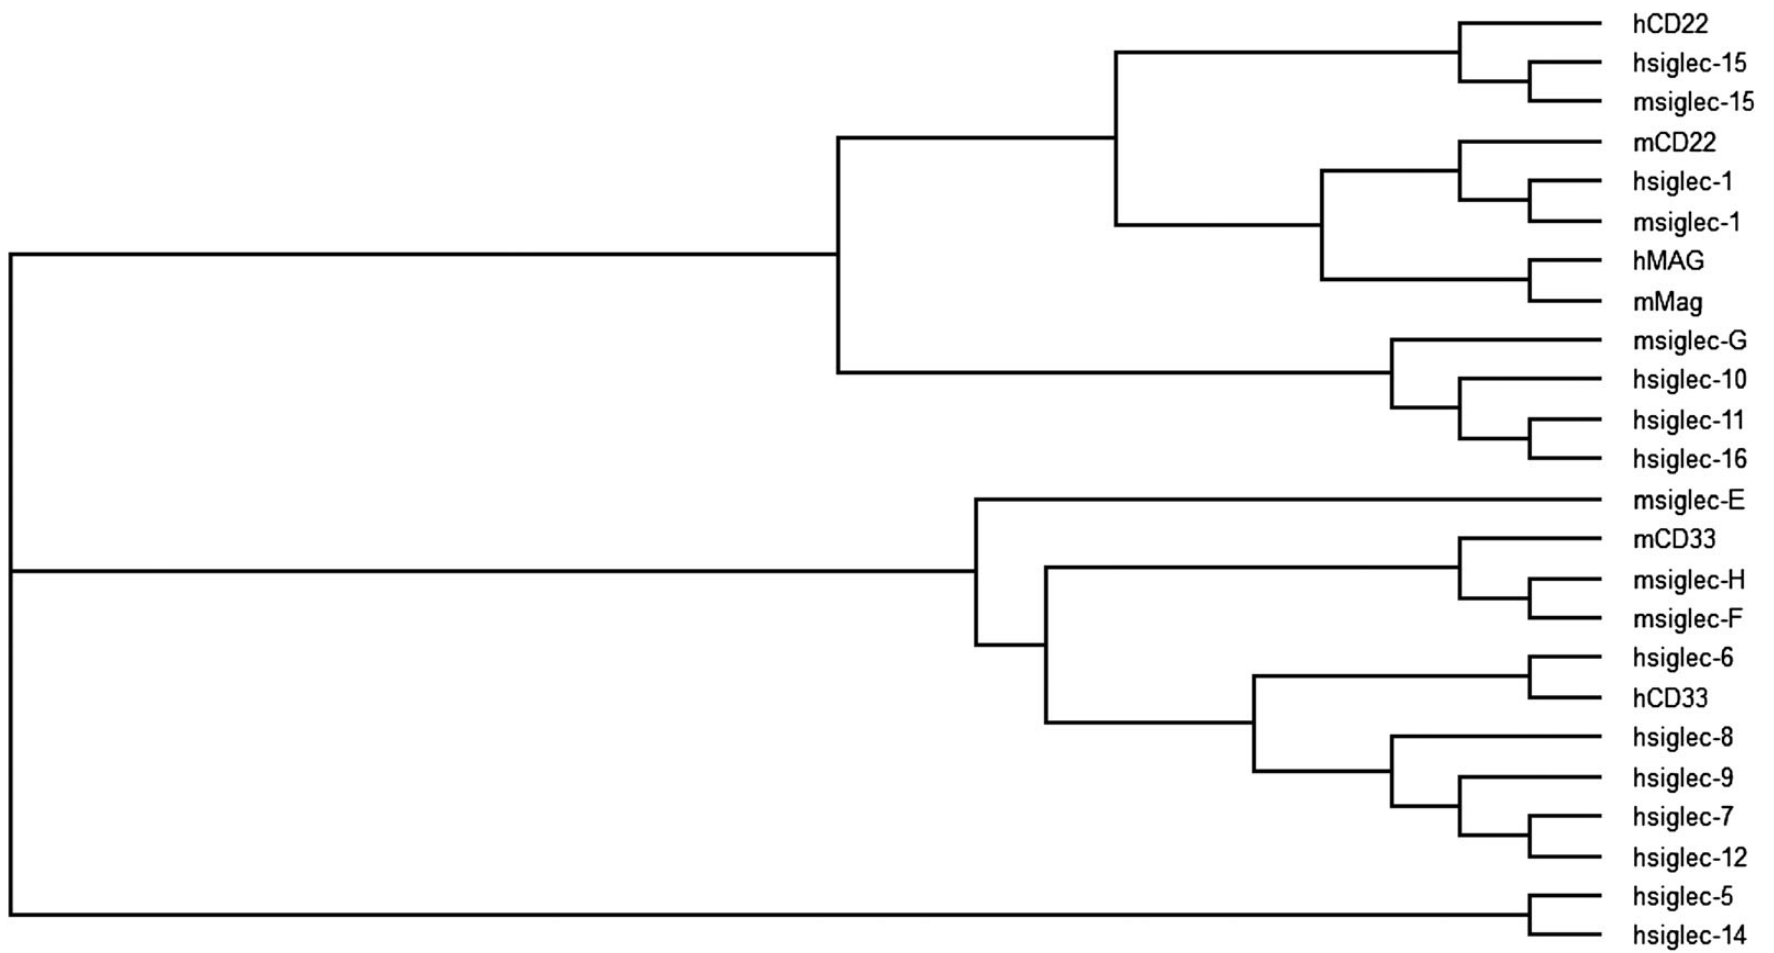 hCD22
hsiglec-15
msiglec-15
mCD22
hsiglec-1
msiglec-1
hMAG
mMag
msiglec-G
hsiglec-10
hsiglec-11
hsiglec-16
msiglec-E
mCD33
msiglec-H
msiglec-F
hsiglec-6
hCD33
hsiglec-8
hsiglec-9
hsiglec-7
hsiglec-12
hsiglec-5
hsiglec-14